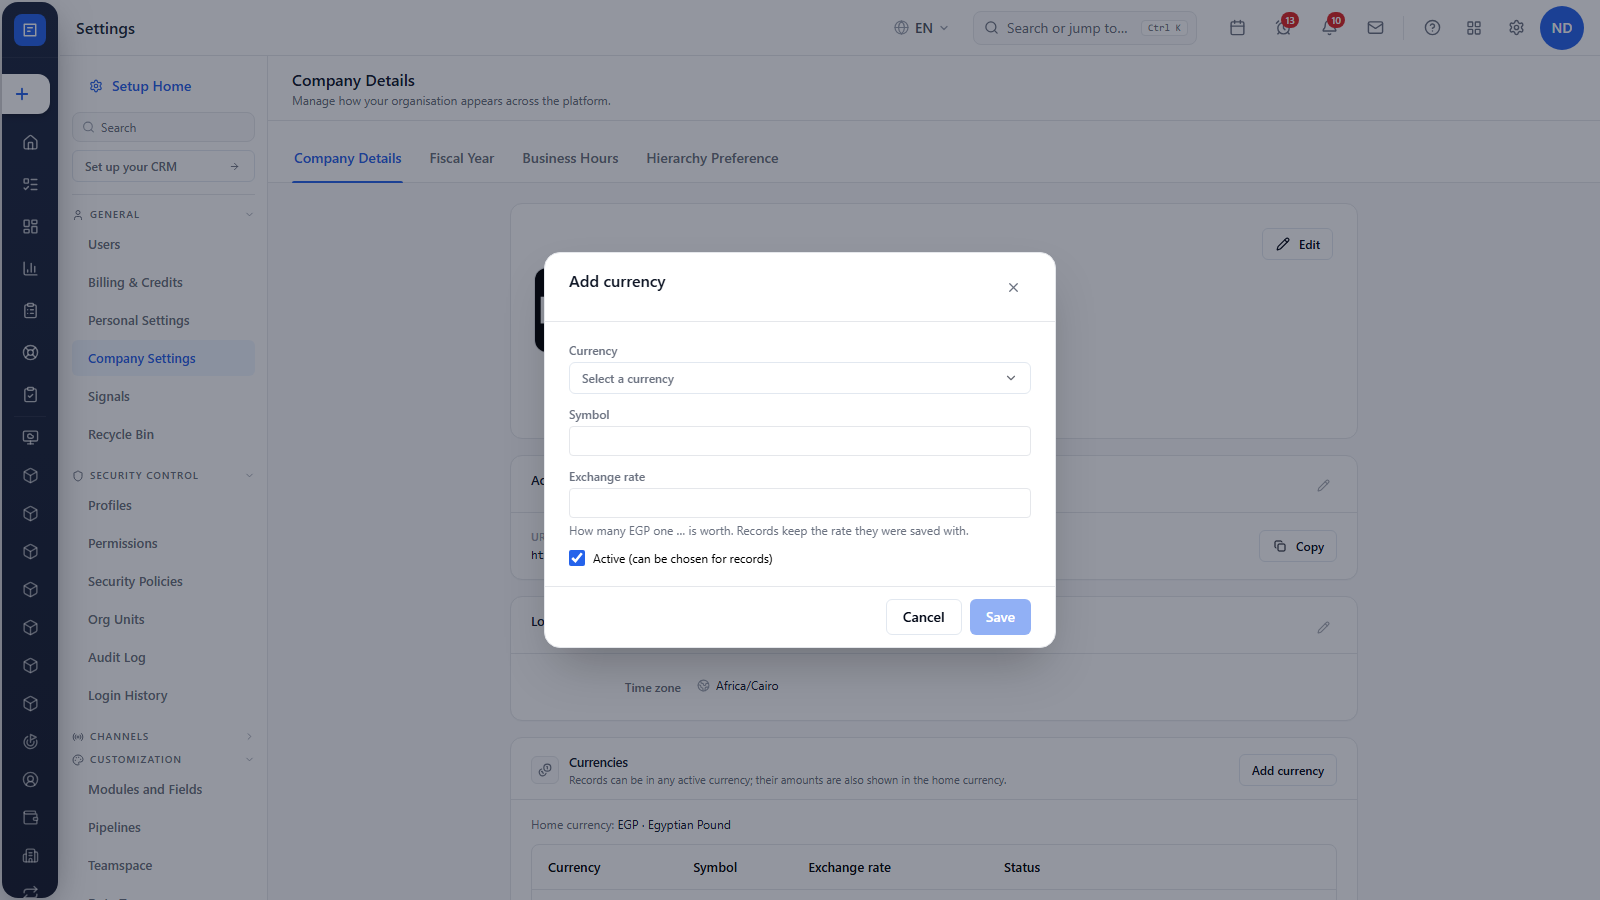 Settings
EN
Search or jump to...
Ctrl K
13
10
ND
Setup Home
Search
Set up your CRM
GENERAL
Users
Billing & Credits
Personal Settings
Company Settings
Signals
Recycle Bin
SECURITY CONTROL
Profiles
Permissions
Security Policies
Org Units
Audit Log
Login History
CHANNELS
CUSTOMIZATION
Modules and Fields
Pipelines
Teamspace
Company Details
Manage how your organisation appears across the platform.
Company Details
Fiscal Year
Business Hours
Hierarchy Preference
Edit
Add currency
Currency
Select a currency
Symbol
Exchange rate
How many EGP one ... is worth. Records keep the rate they were saved with.
Active (can be chosen for records)
Cancel
Save
Copy
Time zone
Africa/Cairo
Currencies
Records can be in any active currency; their amounts are also shown in the home currency.
Add currency
Home currency: EGP · Egyptian Pound
Currency Symbol Exchange rate Status